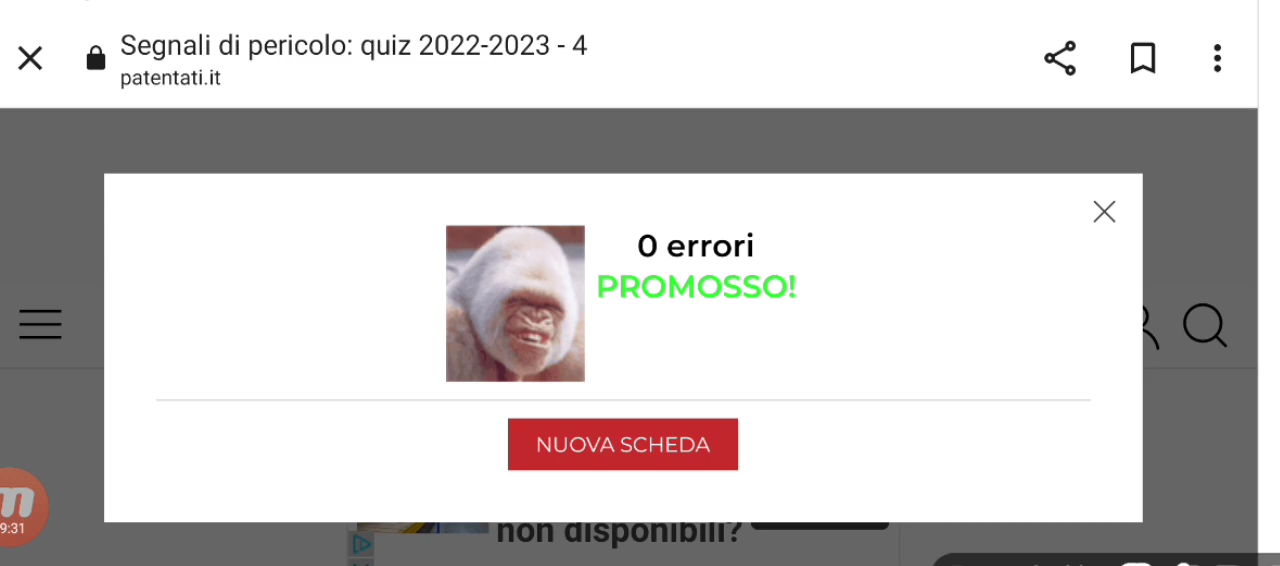 Segnali di pericolo: quiz 2022-2023 - 4
patentati.it
0 errori
PROMOSSO!
NUOVA SCHEDA
9:31
non disponibili?